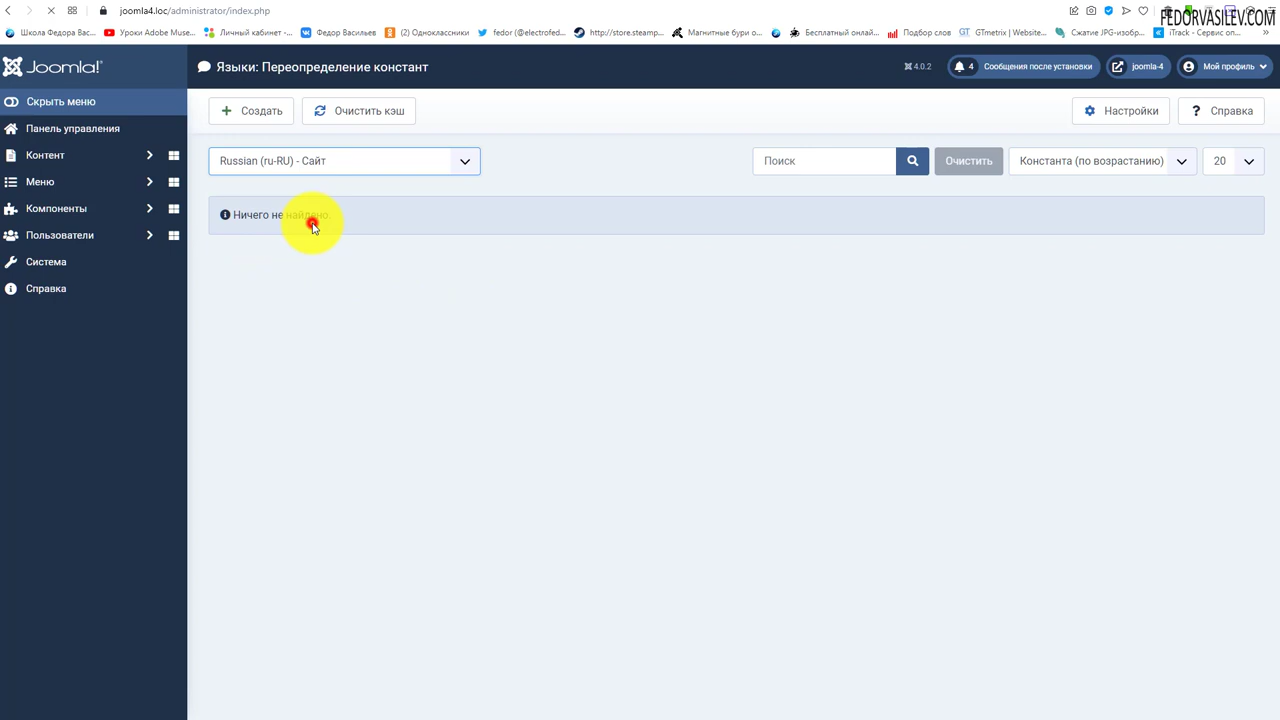 joomla4.loc/administrator/index.php
FEDORVASILEV.COM
Школа Федора Вас...
Уроки Adobe Muse...
Личный кабинет -...
Федор Васильев
(2) Одноклассники
fedor (@electrofed...
http://store.steamp...
Магнитные бури о...
Бесплатный онлай...
Подбор слов
GTmetrix | Website...
Сжатие JPG-изобр...
iTrack - Сервис оп...
Joomla!
Языки: Переопределение констант
4.0.2
4
Сообщения после установки
joomla-4
Мой профиль
Скрыть меню
Создать
Очистить кэш
Настройки
Справка
Панель управления
Контент
Меню
Компоненты
Пользователи
Система
Справка
Russian (ru-RU) - Сайт
Поиск
Очистить
Константа (по возрастанию)
20
Ничего не найдено.